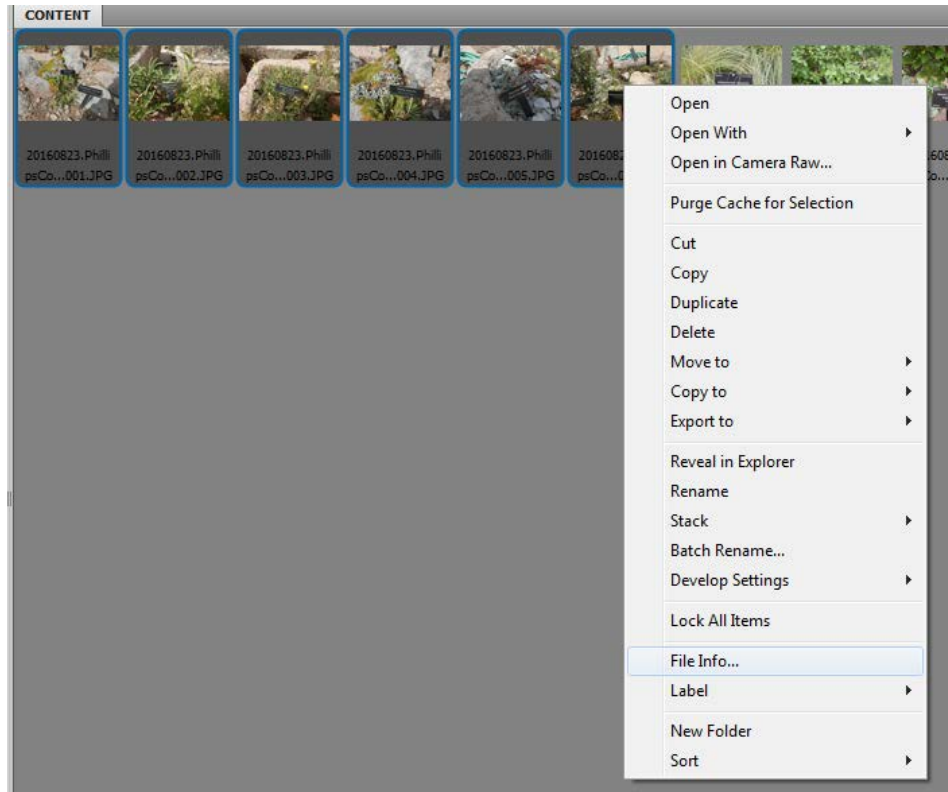 CONTENT
20160823.Philli
psCo...001.JPG
20160823.Philli
psCo...002.JPG
20160823.Philli
psCo...003.JPG
20160823.Philli
psCo...004.JPG
20160823.Philli
psCo...005.JPG
Open
Open With
Open in Camera Raw...
Purge Cache for Selection
Cut
Copy
Duplicate
Delete
Move to
Copy to
Export to
Reveal in Explorer
Rename
Stack
Batch Rename...
Develop Settings
Lock All Items
File Info...
Label
New Folder
Sort